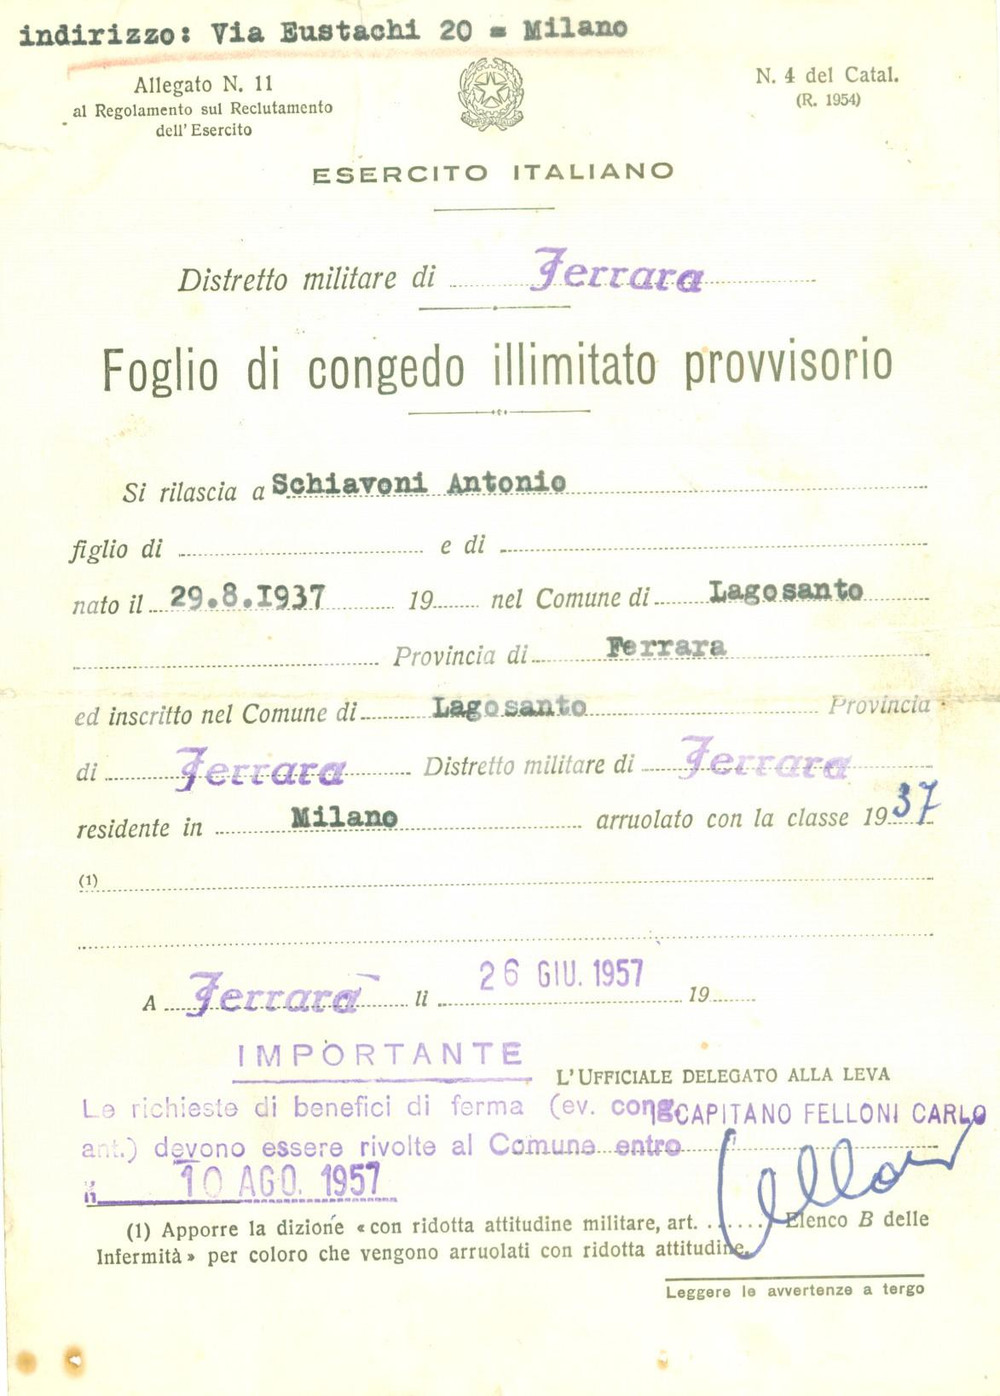 indirizzo: Via Eustachi 20 = Milano
Allegato N. 11
al Regolamento sul Reclutamento
dell'Esercito
N. 4 del Catal.
(R. 1954)
ESERCITO ITALIANO
Distretto militare di Ferrara
Foglio di congedo illimitato provvisorio
Si rilascia a Schiavoni Antonio
figlio di e di
nato il 29.8.1937 19 nel Comune di Lagosanto
Provincia di Ferrara
ed inscritto nel Comune di Lagosanto Provincia
di Ferrara Distretto militare di Ferrara
residente in Milano arruolato con la classe 1937
(1)
A Ferrara li 26 GIU. 1957 19
IMPORTANTE
L'UFFICIALE DELEGATO ALLA LEVA
Le richieste di benefici di ferma (ev. cong.
CAPITANO FELLONI CARLO
ant.) devono essere rivolte al Comune entro
il 10 AGO. 1957
(1) Apporre la dizione «con ridotta attitudine militare, art. ...... Elenco B delle
Infermità» per coloro che vengono arruolati con ridotta attitudine.
Leggere le avvertenze a tergo